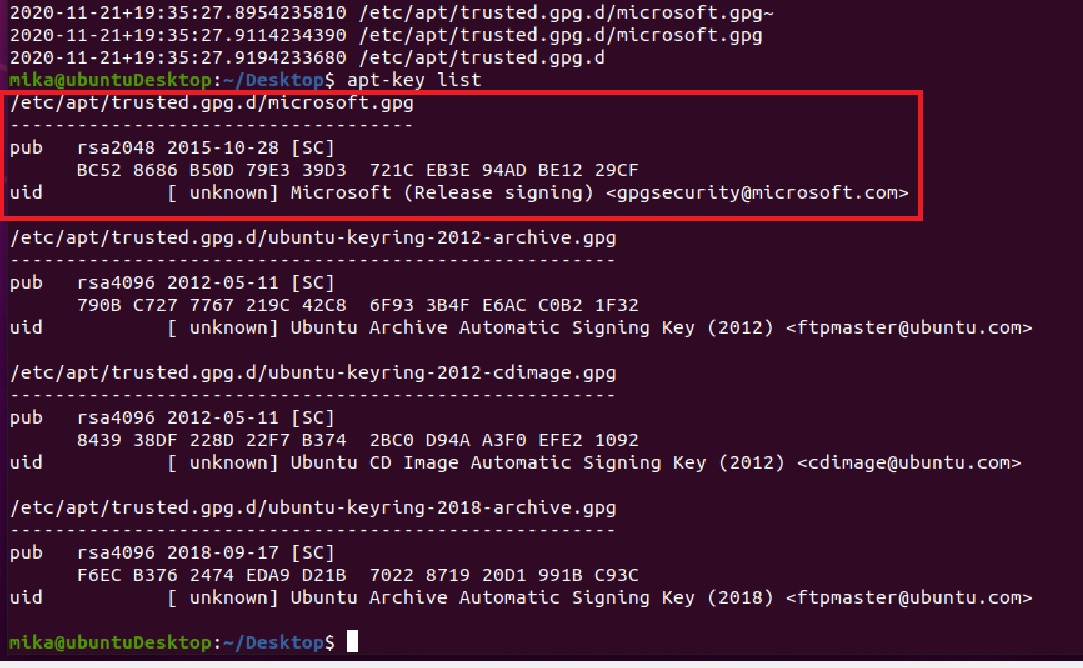 2020-11-21+19:35:27.8954235810 /etc/apt/trusted.gpg.d/microsoft.gpg~
2020-11-21+19:35:27.9114234390 /etc/apt/trusted.gpg.d/microsoft.gpg
2020-11-21+19:35:27.9194233680 /etc/apt/trusted.gpg.d
mika@ubuntuDesktop:~/Desktop$ apt-key list
/etc/apt/trusted.gpg.d/microsoft.gpg
------------------------------------
pub   rsa2048 2015-10-28 [SC]
      BC52 8686 B50D 79E3 39D3  721C EB3E 94AD BE12 29CF
uid           [ unknown] Microsoft (Release signing) <gpgsecurity@microsoft.com>
/etc/apt/trusted.gpg.d/ubuntu-keyring-2012-archive.gpg
------------------------------------------------------
pub   rsa4096 2012-05-11 [SC]
      790B C727 7767 219C 42C8  6F93 3B4F E6AC C0B2 1F32
uid           [ unknown] Ubuntu Archive Automatic Signing Key (2012) <ftpmaster@ubuntu.com>
/etc/apt/trusted.gpg.d/ubuntu-keyring-2012-cdimage.gpg
------------------------------------------------------
pub   rsa4096 2012-05-11 [SC]
      8439 38DF 228D 22F7 B374  2BC0 D94A A3F0 EFE2 1092
uid           [ unknown] Ubuntu CD Image Automatic Signing Key (2012) <cdimage@ubuntu.com>
/etc/apt/trusted.gpg.d/ubuntu-keyring-2018-archive.gpg
------------------------------------------------------
pub   rsa4096 2018-09-17 [SC]
      F6EC B376 2474 EDA9 D21B  7022 8719 20D1 991B C93C
uid           [ unknown] Ubuntu Archive Automatic Signing Key (2018) <ftpmaster@ubuntu.com>
mika@ubuntuDesktop:~/Desktop$